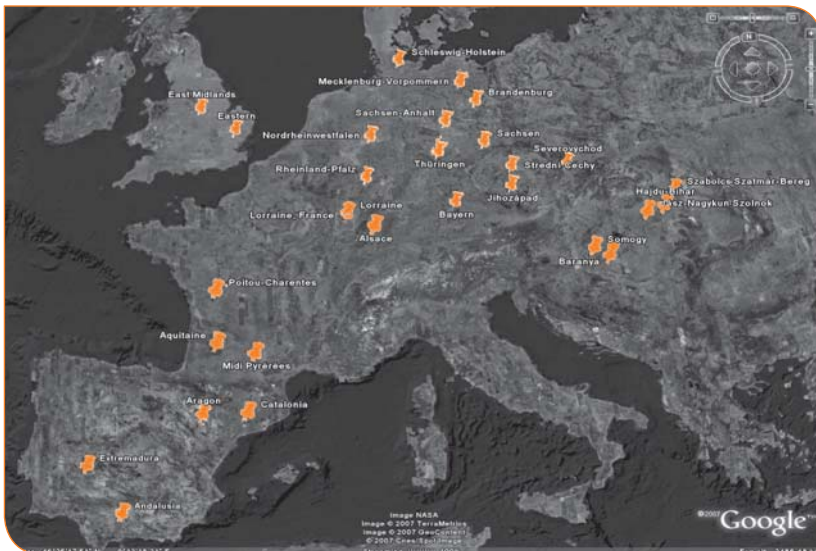 Schleswig-Holstein
Mecklenburg-Vorpommern
Brandenburg
East Midlands
Eastern
Sachsen-Anhalt
Nordrheinwestfalen
Sachsen
Thüringen
Severovychod
Stredni Cechy
Rheinland-Pfalz
Jihozapad
Szabolcs-Szatmar-Bereg
Hajdu-Bihar
Jasz-Nagykun-Szolnok
Lorraine
Lorraine, France
Bayern
Alsace
Somogy
Baranya
Poitou-Charentes
Aquitaine
Midi Pyrérées
Aragon
Catalonia
Extremadura
Andalusia
N
Image NASA
Image © 2007 TerraMetrics
Image © 2007 GeoContent
© 2007 Cnes/Spot Image
©2007 Google™